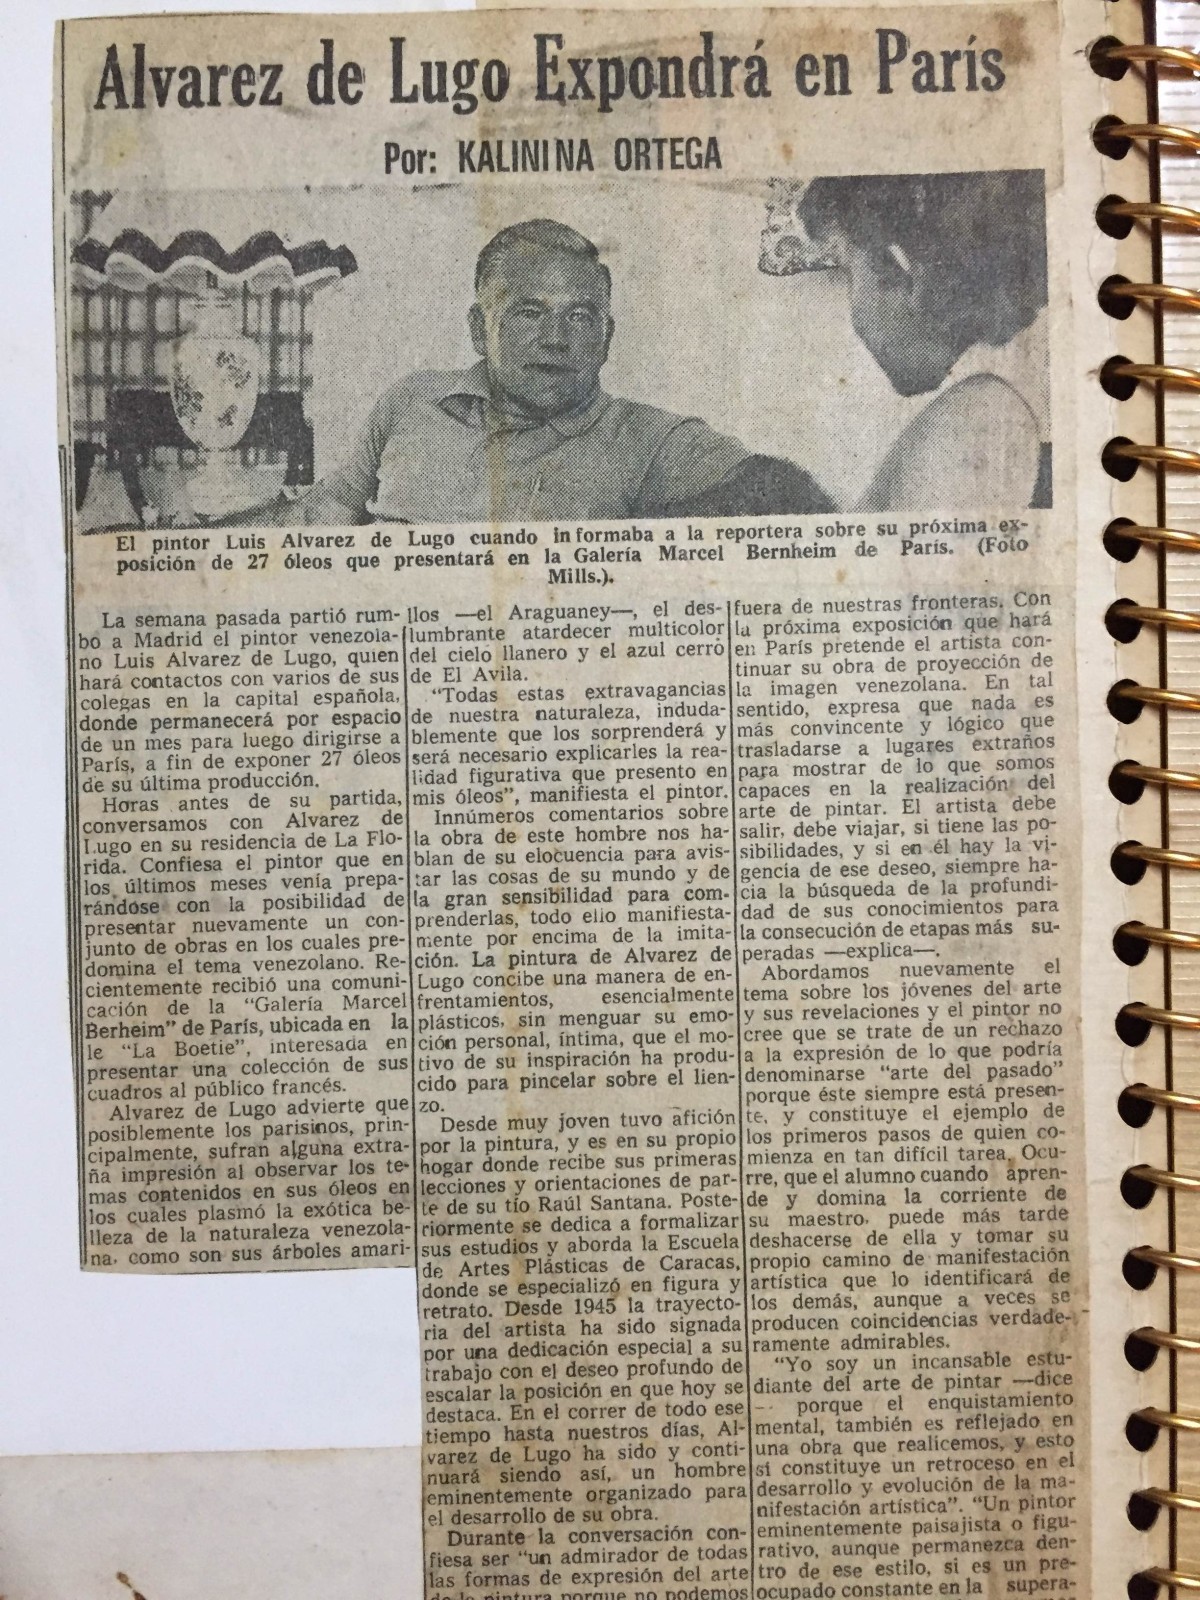 Alvarez de Lugo Expondrá en París
Por: KALININA ORTEGA
El pintor Luis Alvarez de Lugo cuando informaba a la reportera sobre su próxima ex-
posición de 27 óleos que presentará en la Galería Marcel Bernheim de París. (Foto
Mills.).
La semana pasada partió rum-
bo a Madrid el pintor venezola-
no Luis Alvarez de Lugo, quien
hará contactos con varios de sus
colegas en la capital española,
donde permanecerá por espacio
de un mes para luego dirigirse a
París, a fin de exponer 27 óleos
de su última producción.
Horas antes de su partida,
conversamos con Alvarez de
Lugo en su residencia de La Flo-
rida. Confiesa el pintor que en
los últimos meses venía prepa-
rándose con la posibilidad de
presentar nuevamente un con-
junto de obras en los cuales pre-
domina el tema venezolano. Re-
cientemente recibió una comuni-
cación de la "Galería Marcel
Berheim" de París, ubicada en la
le "La Boetie", interesada en
presentar una colección de sus
cuadros al público francés.
Alvarez de Lugo advierte que
posiblemente los parisinos, prin-
cipalmente, sufran alguna extra-
ña impresión al observar los te-
mas contenidos en sus óleos en
los cuales plasmó la exótica be-
lleza de la naturaleza venezola-
na, como son sus árboles amari-
llos —el Araguaney—, el des-
lumbrante atardecer multicolor
del cielo llanero y el azul cerro
de El Avila.
"Todas estas extravagancias
de nuestra naturaleza, induda-
blemente que los sorprenderá y
será necesario explicarles la rea-
lidad figurativa que presento en
mis óleos", manifiesta el pintor.
Innúmeros comentarios sobre
la obra de este hombre nos ha-
blan de su elocuencia para avis-
tar las cosas de su mundo y de
la gran sensibilidad para com-
prenderlas, todo ello manifiesta-
mente por encima de la imita-
ción. La pintura de Alvarez de
Lugo concibe una manera de en-
frentamientos, esencialmente
plásticos, sin menguar su emo-
ción personal, íntima, que el mo-
tivo de su inspiración ha produ-
cido para pincelar sobre el lien-
zo.
Desde muy joven tuvo afición
por la pintura, y es en su propio
hogar donde recibe sus primeras
lecciones y orientaciones de par-
te de su tío Raúl Santana. Poste-
riormente se dedica a formalizar
sus estudios y aborda la Escuela
de Artes Plásticas de Caracas,
donde se especializó en figura y
retrato. Desde 1945 la trayecto-
ria del artista ha sido signada
por una dedicación especial a su
trabajo con el deseo profundo de
escalar la posición en que hoy se
destaca. En el correr de todo ese
tiempo hasta nuestros días, Al-
varez de Lugo ha sido y conti-
nuará siendo así, un hombre
eminentemente organizado para
el desarrollo de su obra.
Durante la conversación con-
fiesa ser "un admirador de todas
las formas de expresión del arte
de la pintura porque no podemos
fuera de nuestras fronteras. Con
la próxima exposición que hará
en París pretende el artista con-
tinuar su obra de proyección de
la imagen venezolana. En tal
sentido, expresa que nada es
más convincente y lógico que
trasladarse a lugares extraños
para mostrar de lo que somos
capaces en la realización del
arte de pintar. El artista debe
salir, debe viajar, si tiene las po-
sibilidades, y si en él hay la vi-
gencia de ese deseo, siempre ha-
cia la búsqueda de la profundi-
dad de sus conocimientos para
la consecución de etapas más su-
peradas —explica—.
Abordamos nuevamente el
tema sobre los jóvenes del arte
y sus revelaciones y el pintor no
cree que se trate de un rechazo
a la expresión de lo que podría
denominarse "arte del pasado"
porque éste siempre está presen-
te, y constituye el ejemplo de
los primeros pasos de quien co-
mienza en tan difícil tarea. Ocu-
rre, que el alumno cuando apren-
de y domina la corriente de
su maestro, puede más tarde
deshacerse de ella y tomar su
propio camino de manifestación
artística que lo identificará de
los demás, aunque a veces se
producen coincidencias verdade-
ramente admirables.
"Yo soy un incansable estu-
diante del arte de pintar —dice
— porque el enquistamiento
mental, también es reflejado en
una obra que realicemos, y esto
sí constituye un retroceso en el
desarrollo y evolución de la ma-
nifestación artística". "Un pintor
eminentemente paisajista o figu-
rativo, aunque permanezca den-
tro de ese estilo, si es un pre-
ocupado constante en la supera-